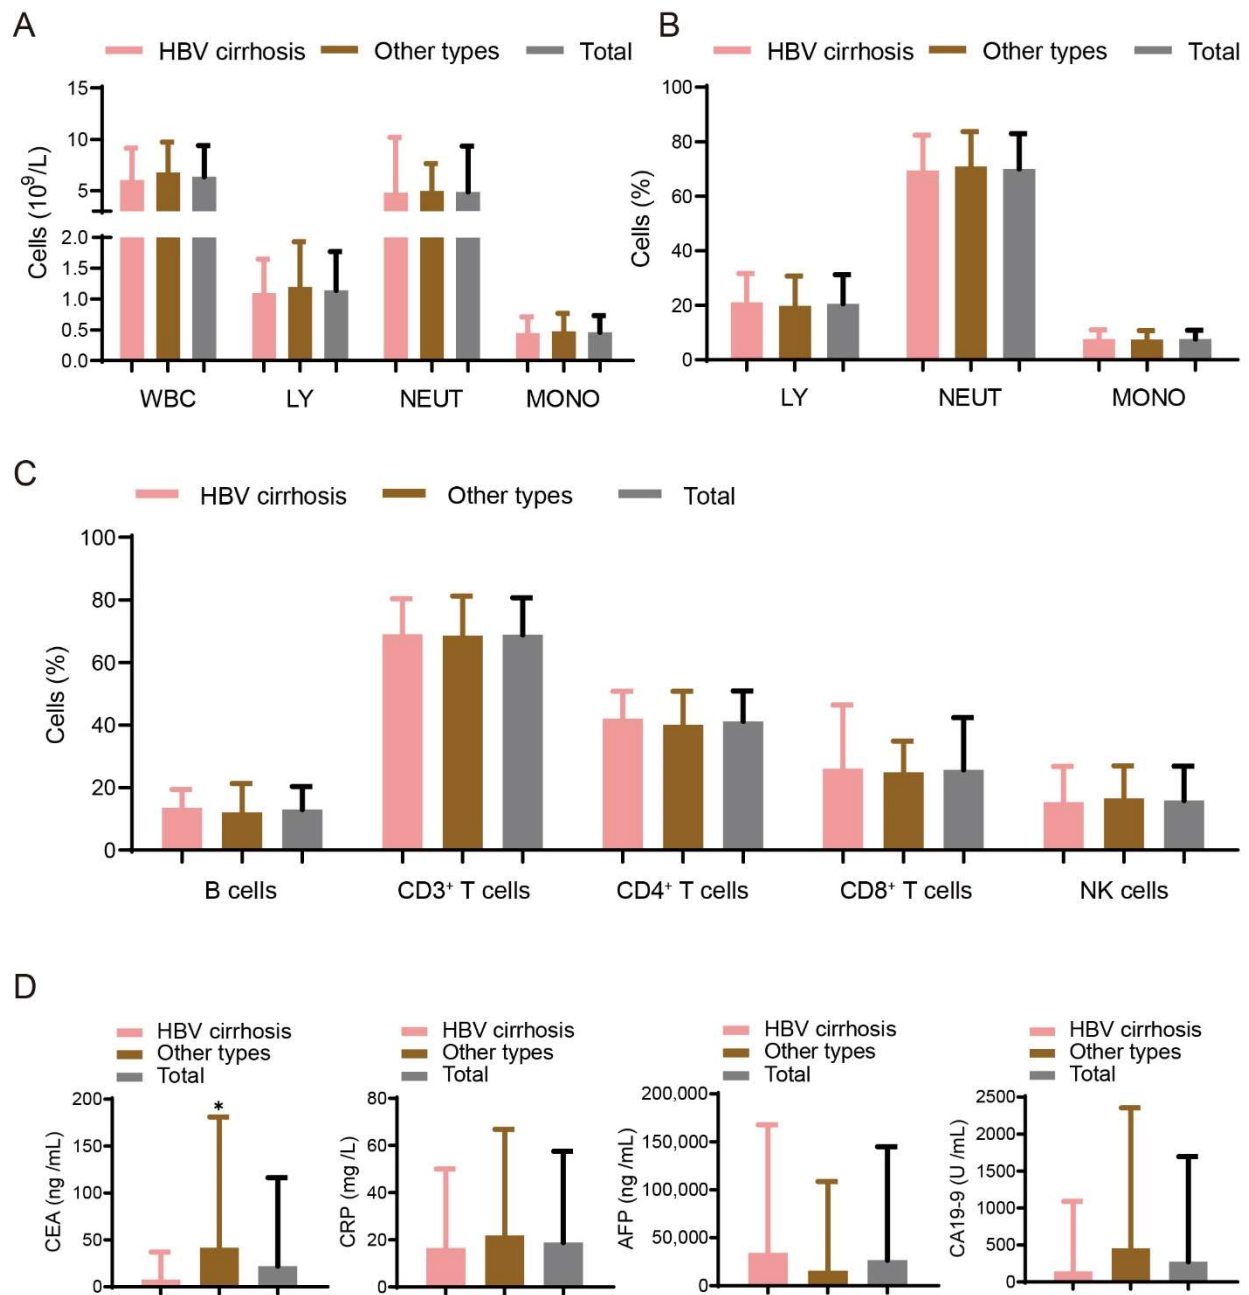 A
HBV cirrhosis Other types Total
15
10
5
2.0
1.5
1.0
0.5
0.0
Cells (10⁹/L)
WBC LY NEUT MONO
B
HBV cirrhosis Other types Total
100
80
60
40
20
0
Cells (%)
LY NEUT MONO
C
HBV cirrhosis Other types Total
100
80
60
40
20
0
Cells (%)
B cells CD3⁺ T cells CD4⁺ T cells CD8⁺ T cells NK cells
D
HBV cirrhosis
Other types
Total
200
150
100
50
0
CEA (ng /mL)
*
HBV cirrhosis
Other types
Total
80
60
40
20
0
CRP (mg /L)
HBV cirrhosis
Other types
Total
200,000
150,000
100,000
50,000
0
AFP (ng /mL)
HBV cirrhosis
Other types
Total
2500
2000
1500
1000
500
0
CA19-9 (U /mL)